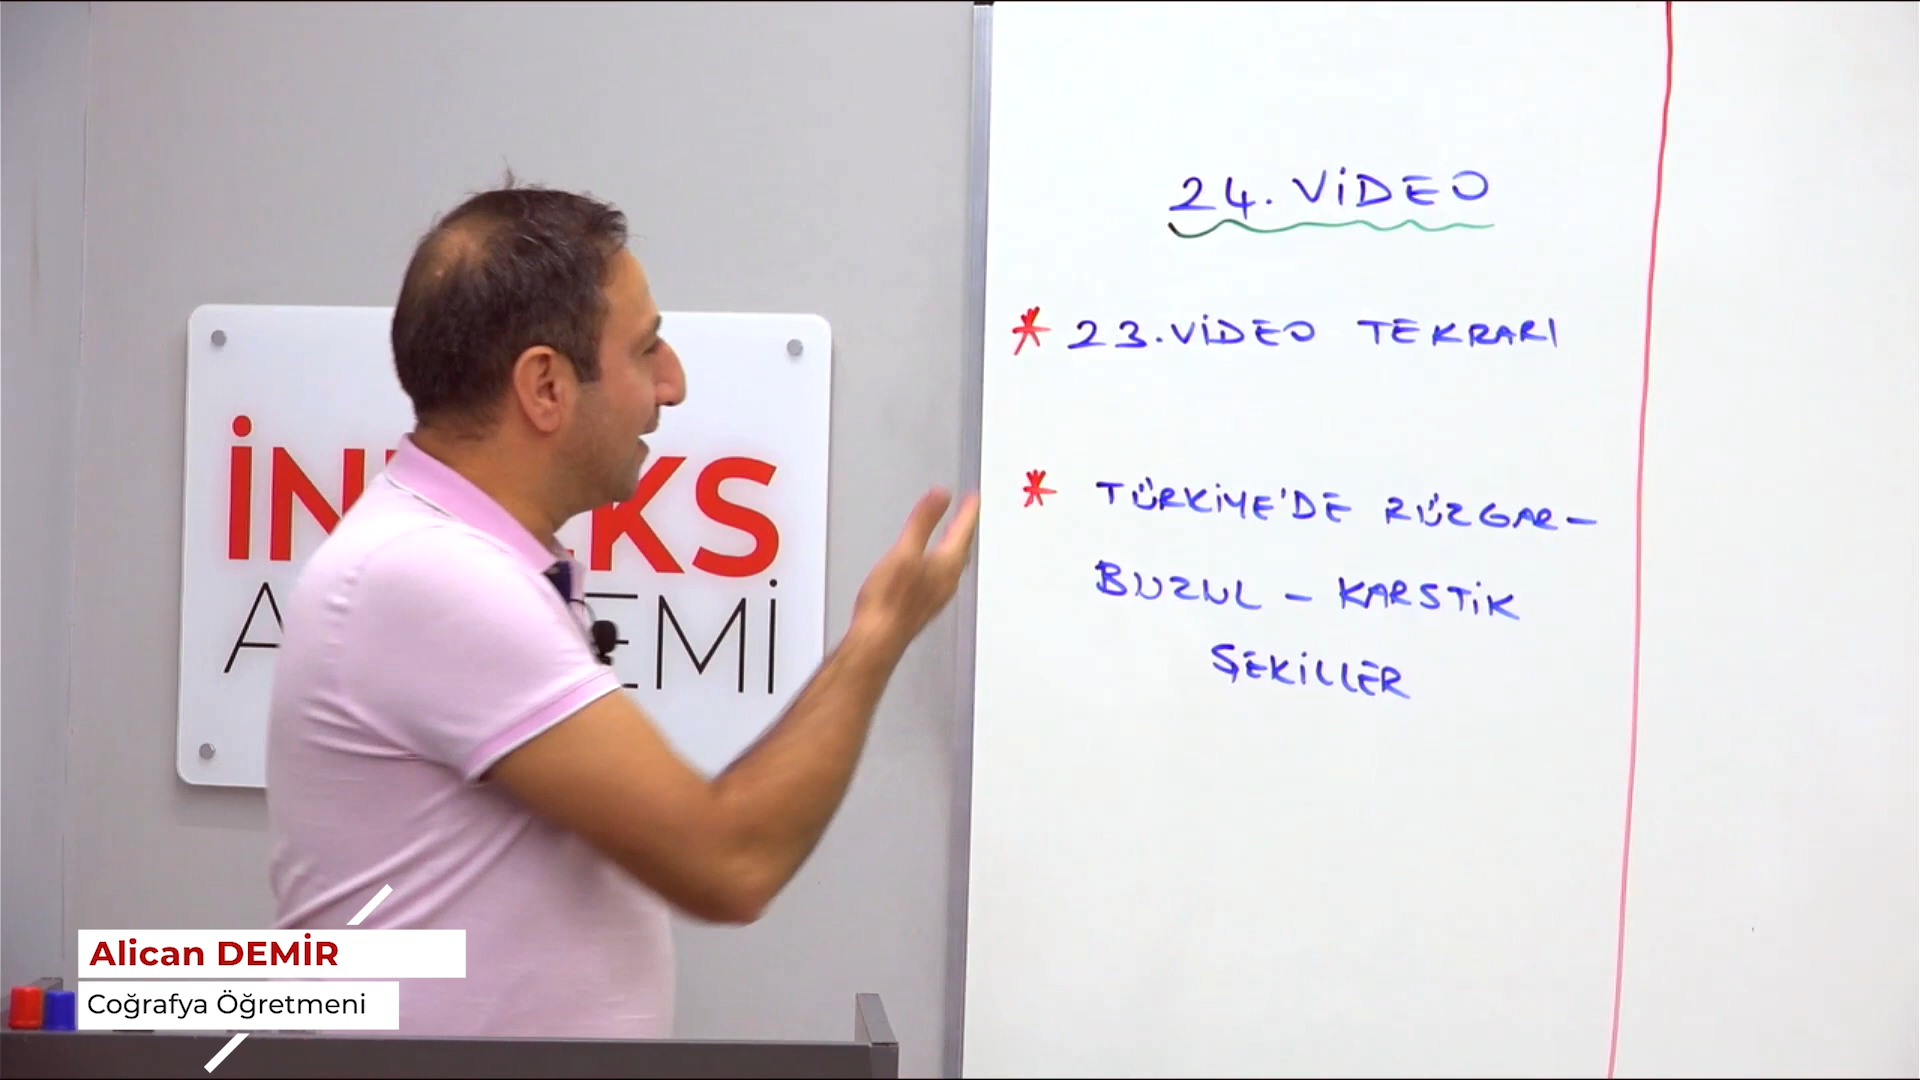 24. VİDEO
* 23. VİDEO TEKRARI
* TÜRKİYE'DE RÜZGAR-
BUZUL - KARSTİK
ŞEKİLLER
Alican DEMİR
Coğrafya Öğretmeni